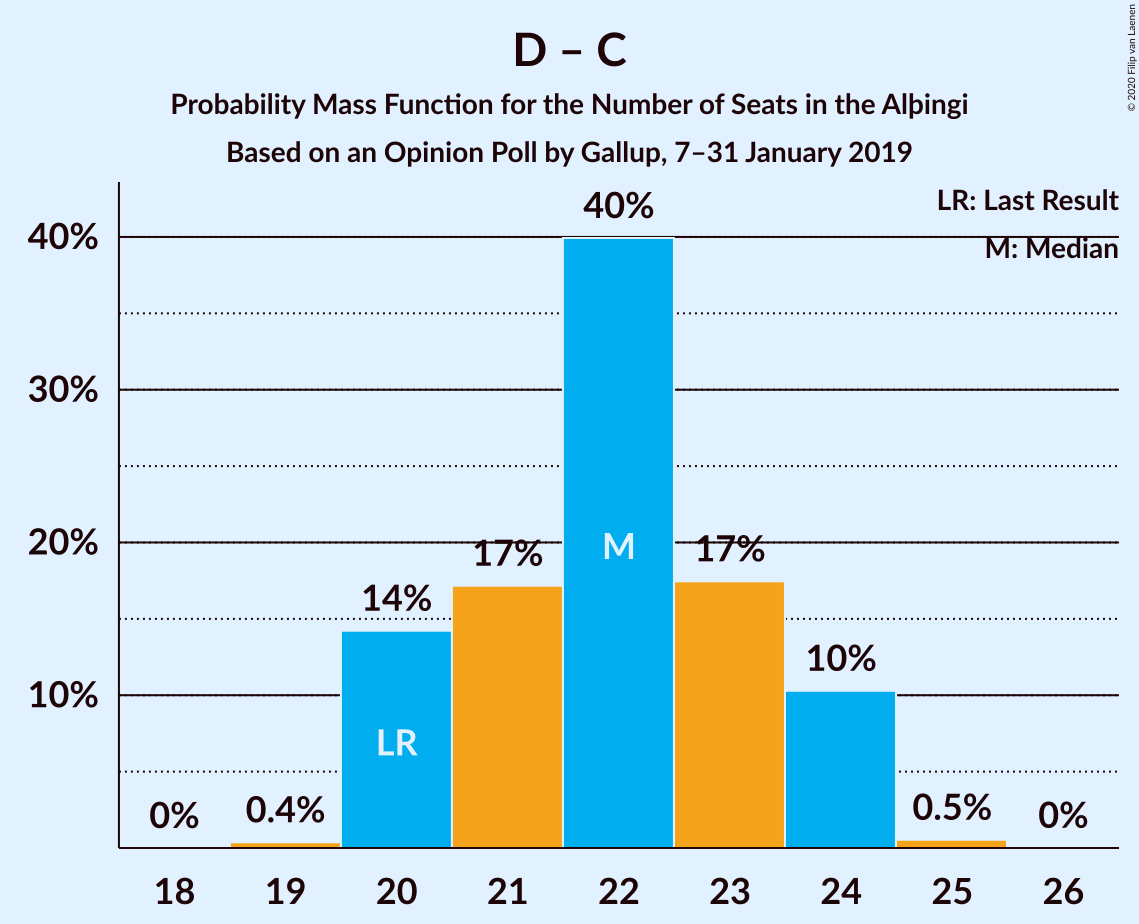 D – C
Probability Mass Function for the Number of Seats in the Alþingi
Based on an Opinion Poll by Gallup, 7–31 January 2019
© 2020 Filip van Laenen
LR: Last Result
M: Median
40%
30%
20%
10%
0%
0.4%
14%
17%
40%
17%
10%
0.5%
0%
LR
M
18 19 20 21 22 23 24 25 26